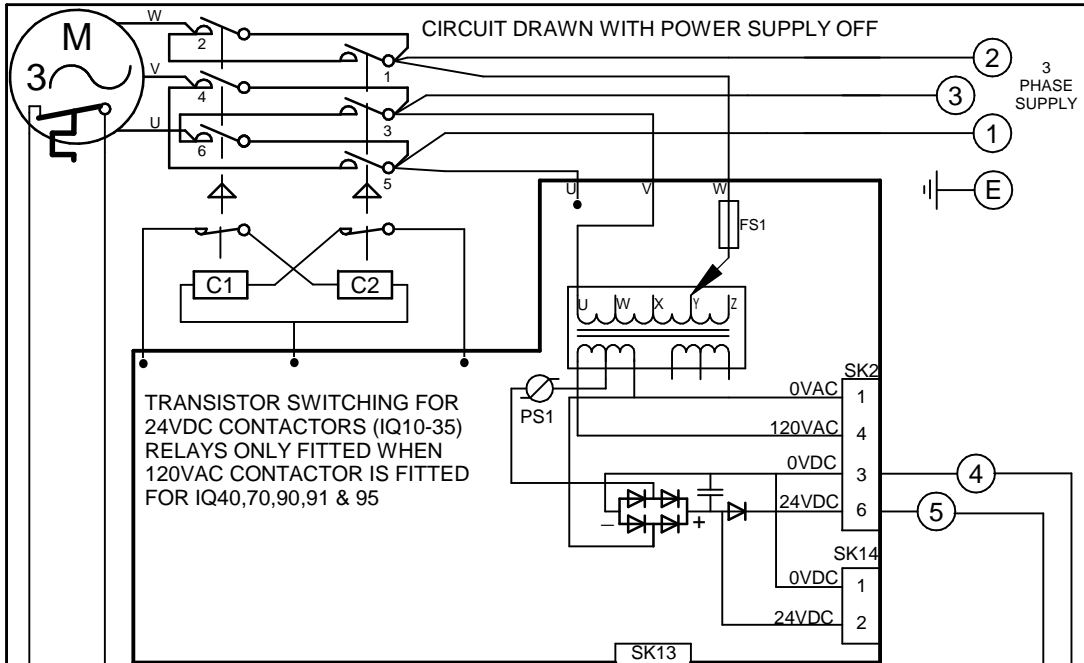 CIRCUIT DRAWN WITH POWER SUPPLY OFF
M
3
W
V
U
2
4
6
1
3
5
2
3
1
E
3
PHASE
SUPPLY
U
V
W
FS1
C1
C2
U
W
X
Y
Z
PS1
TRANSISTOR SWITCHING FOR
24VDC CONTACTORS (IQ10-35)
RELAYS ONLY FITTED WHEN
120VAC CONTACTOR IS FITTED
FOR IQ40,70,90,91 & 95
SK2
0VAC 1
120VAC 4
0VDC 3
24VDC 6
4
5
− +
SK14
0VDC 1
24VDC 2
SK13